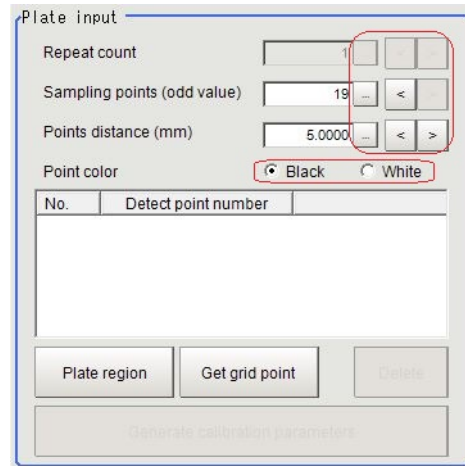 Plate input
Repeat count 1 ... < >
Sampling points (odd value) 19 ... < >
Points distance (mm) 5.0000 ... < >
Point color Black White
No. Detect point number
Plate region Get grid point Delete
Generate calibration parameters